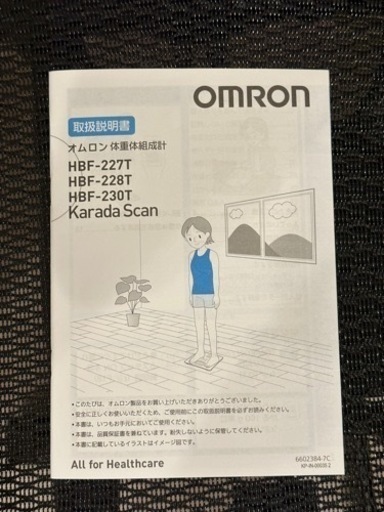 OMRON
取扱説明書
オムロン 体重体組成計
HBF-227T
HBF-228T
HBF-230T
Karada Scan
•このたびは、オムロン製品をお買い上げいただきありがとうございました。
•安全に正しくお使いいただくため、ご使用前にこの取扱説明書を必ずお読みください。
•本書は、いつもお手元においてご使用ください。
•本書は、品質保証書を兼ねています。紛失しないように保管してください。
•本書に記載しているイラストはイメージ図です。
All for Healthcare
6602384-7C